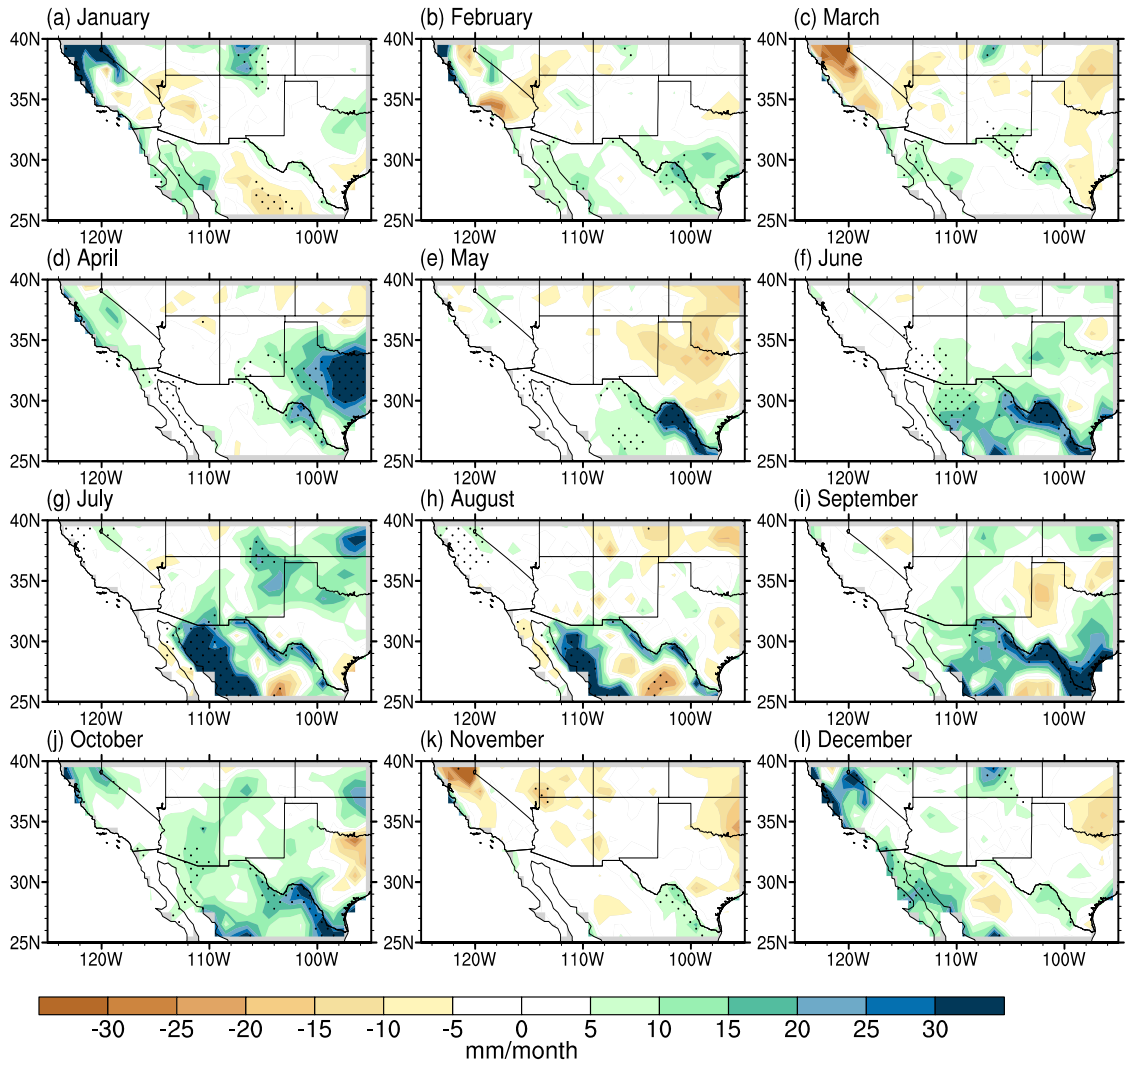 (a) January (b) February (c) March
40N 40N 40N
35N 35N 35N
30N 30N 30N
25N 25N 25N
120W 110W 100W 120W 110W 100W 120W 110W 100W
(d) April (e) May (f) June
40N 40N 40N
35N 35N 35N
30N 30N 30N
25N 25N 25N
120W 110W 100W 120W 110W 100W 120W 110W 100W
(g) July (h) August (i) September
40N 40N 40N
35N 35N 35N
30N 30N 30N
25N 25N 25N
120W 110W 100W 120W 110W 100W 120W 110W 100W
(j) October (k) November (l) December
40N 40N 40N
35N 35N 35N
30N 30N 30N
25N 25N 25N
120W 110W 100W 120W 110W 100W 120W 110W 100W
-30 -25 -20 -15 -10 -5 0 5 10 15 20 25 30
mm/month